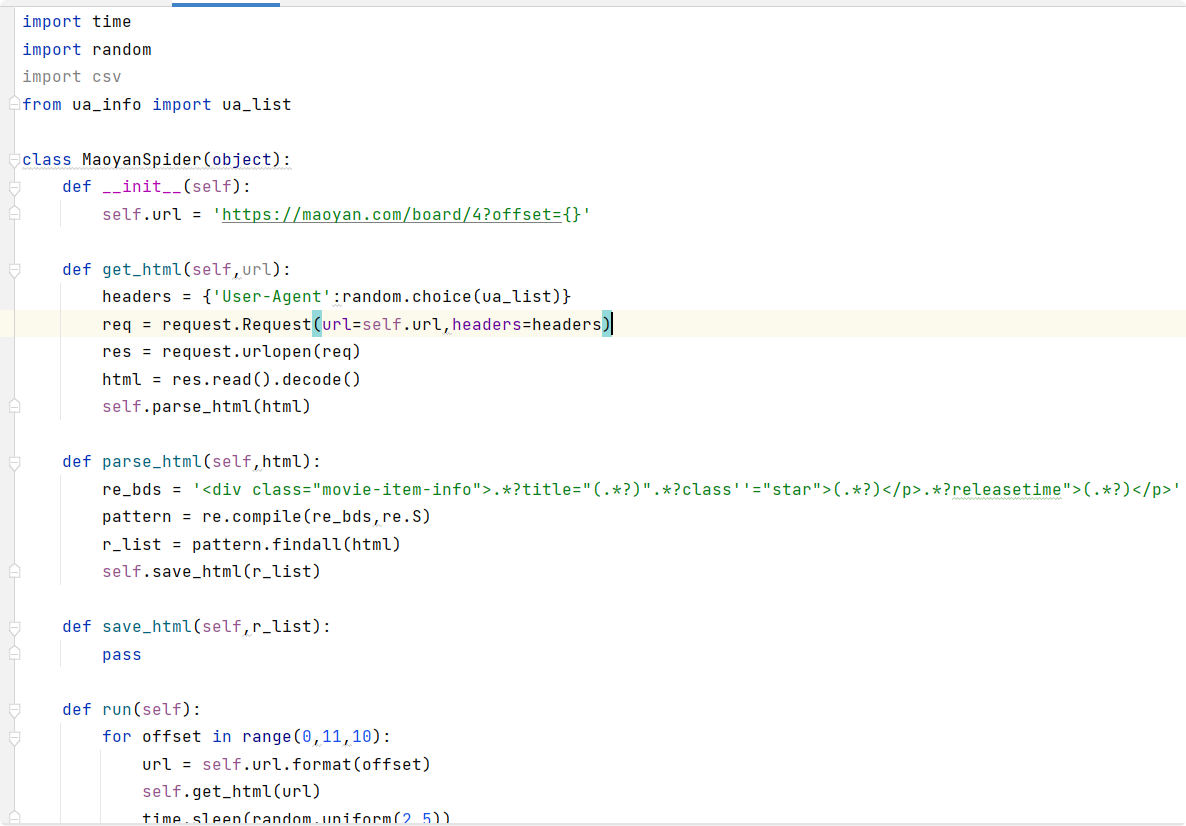 import time
import random
import csv
from ua_info import ua_list
class MaoyanSpider(object):
    def __init__(self):
        self.url = 'https://maoyan.com/board/4?offset={}'
    def get_html(self,url):
        headers = {'User-Agent':random.choice(ua_list)}
        req = request.Request(url=self.url,headers=headers)
        res = request.urlopen(req)
        html = res.read().decode()
        self.parse_html(html)
    def parse_html(self,html):
        re_bds = '<div class="movie-item-info">.*?title="(.*?)".*?class''="star">(.*?)</p>.*?releasetime">(.*?)</p>'
        pattern = re.compile(re_bds,re.S)
        r_list = pattern.findall(html)
        self.save_html(r_list)
    def save_html(self,r_list):
        pass
    def run(self):
        for offset in range(0,11,10):
            url = self.url.format(offset)
            self.get_html(url)
            time.sleep(random.uniform(2,5))